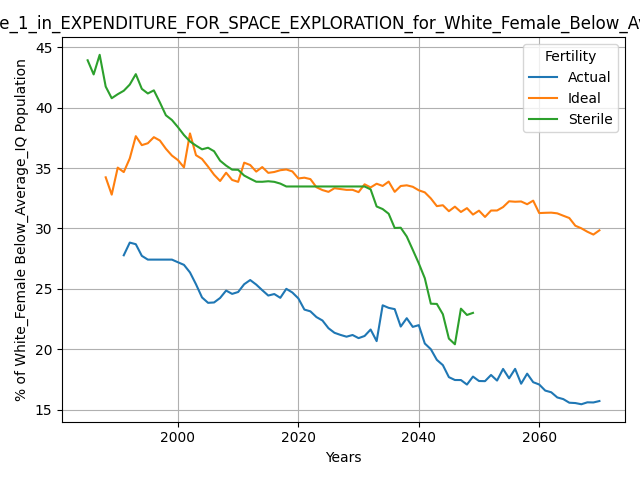 e_1_in_EXPENDITURE_FOR_SPACE_EXPLORATION_for_White_Female_Below_A
% of White_Female Below_Average_IQ Population
45
40
35
30
25
20
15
2000
2020
2040
2060
Years
Fertility
Actual
Ideal
Sterile